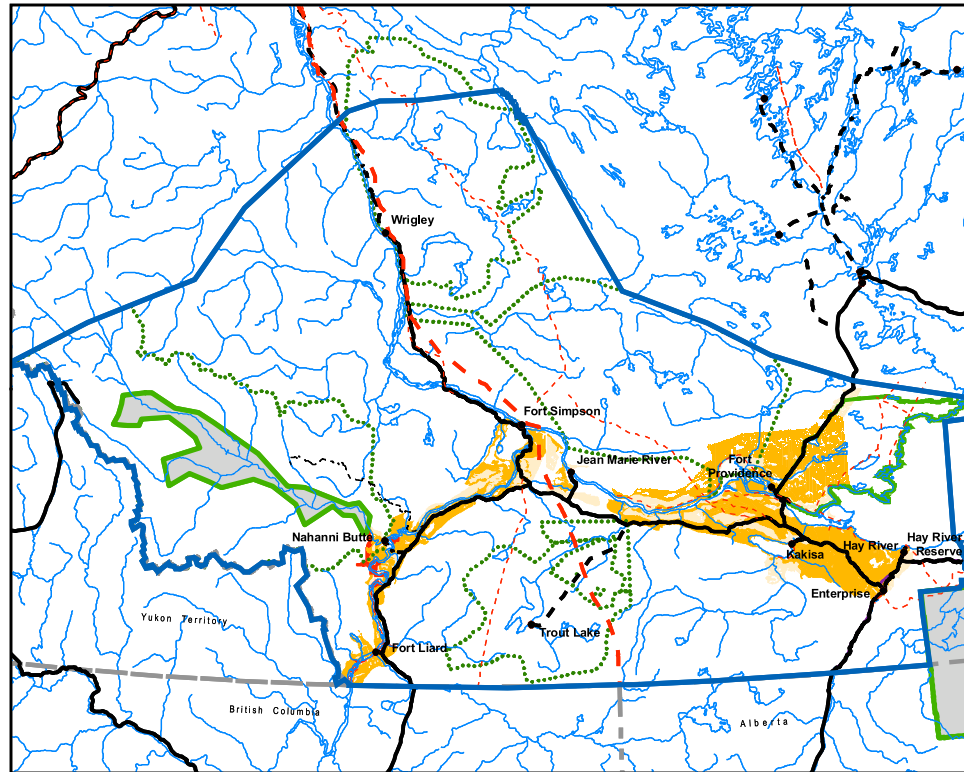 Wrigley
Fort Simpson
Jean Marie River
Fort
Providence
Nahanni Butte
Hay River
Hay River
Reserve
Kakisa
Enterprise
Yukon Territory
Trout Lake
Fort Liard
British Columbia
Alberta